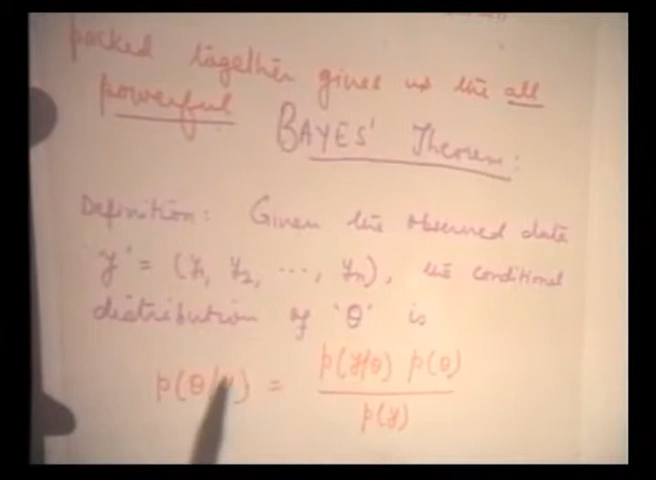 packed together gives us the all
powerful BAYES' Theorem:
Definition: Given the observed data
y' = (y₁, y₂, ..., yₙ), the conditional
distribution of 'θ' is
p(θ/y) = p(y/θ) p(θ)
p(y)